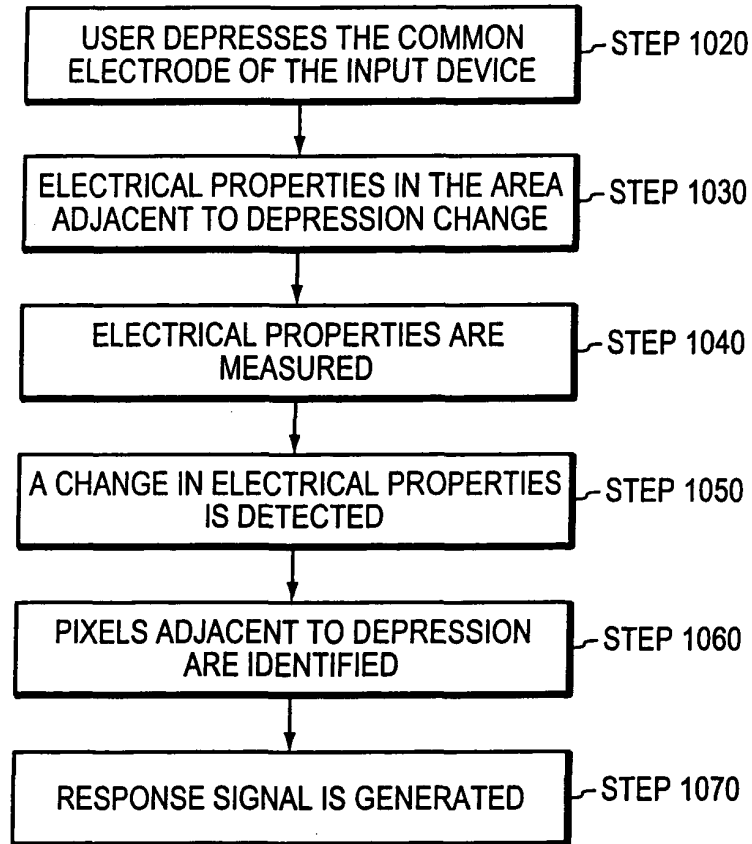 USER DEPRESSES THE COMMON
ELECTRODE OF THE INPUT DEVICE
STEP 1020
ELECTRICAL PROPERTIES IN THE AREA
ADJACENT TO DEPRESSION CHANGE
STEP 1030
ELECTRICAL PROPERTIES ARE
MEASURED
STEP 1040
A CHANGE IN ELECTRICAL PROPERTIES
IS DETECTED
STEP 1050
PIXELS ADJACENT TO DEPRESSION
ARE IDENTIFIED
STEP 1060
RESPONSE SIGNAL IS GENERATED
STEP 1070